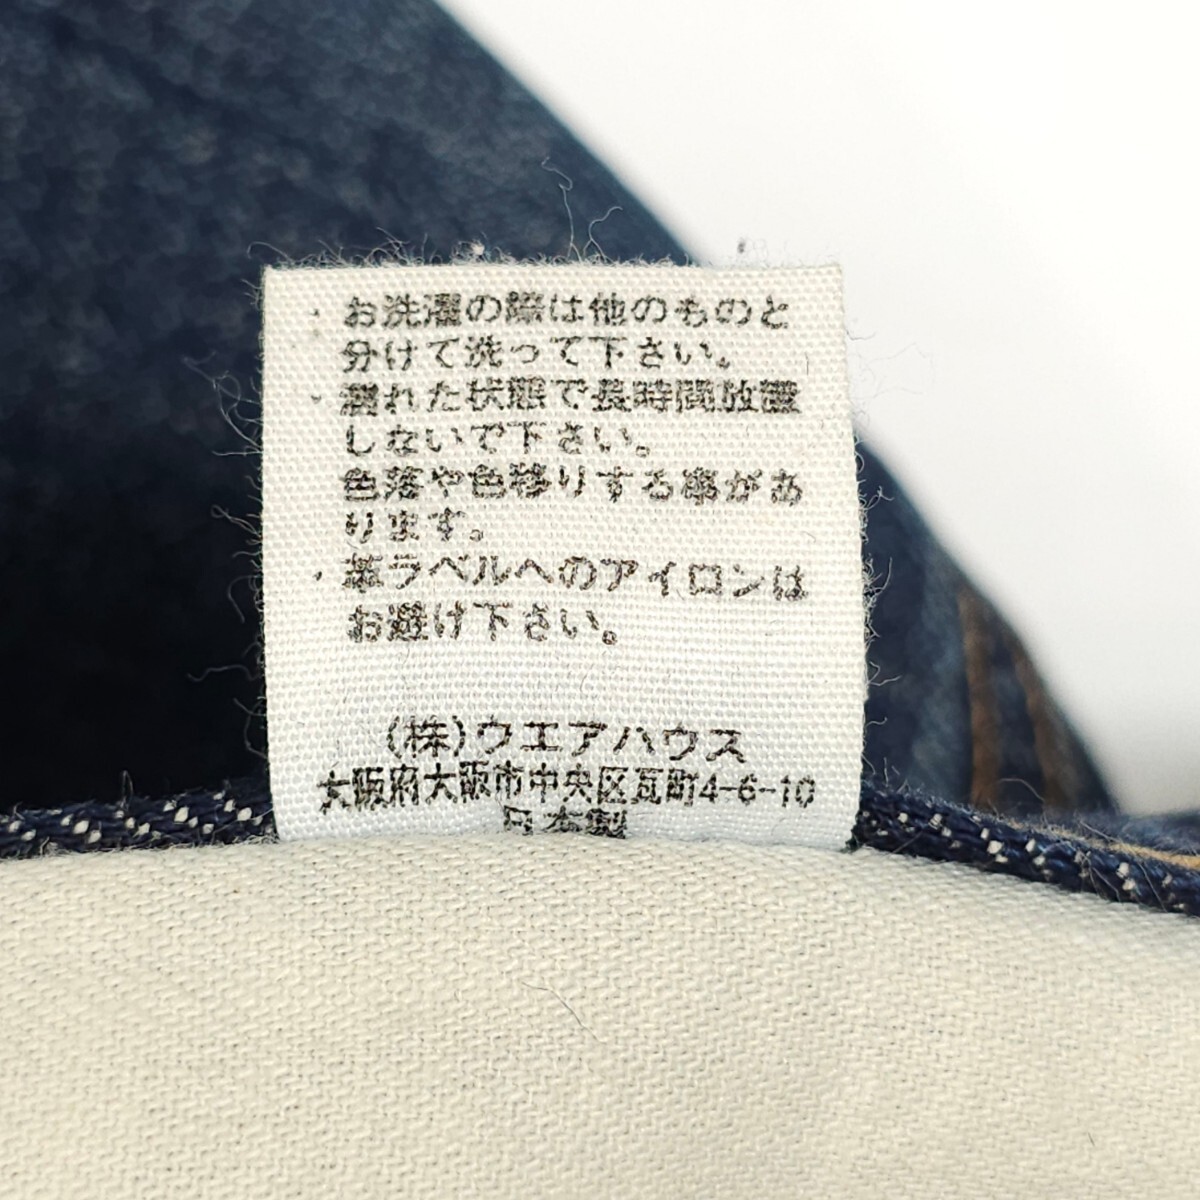 ・お洗濯の際は他のものと
分けて洗って下さい。
・濡れた状態で長時間放置
しないで下さい。
色落や色移りする事があ
ります。
・革ラベルへのアイロンは
お避け下さい。
(株)ウエアハウス
大阪府大阪市中央区瓦町4-6-10
日本製